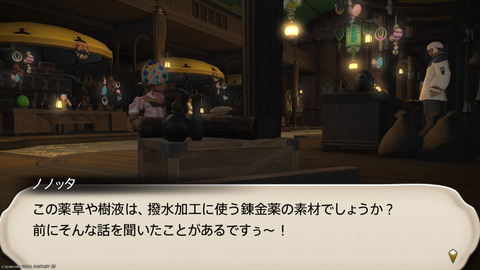 ノノッタ
この薬草や樹液は、撥水加工に使う錬金薬の素材でしょうか？
前にそんな話を聞いたことがあるですぅ～！